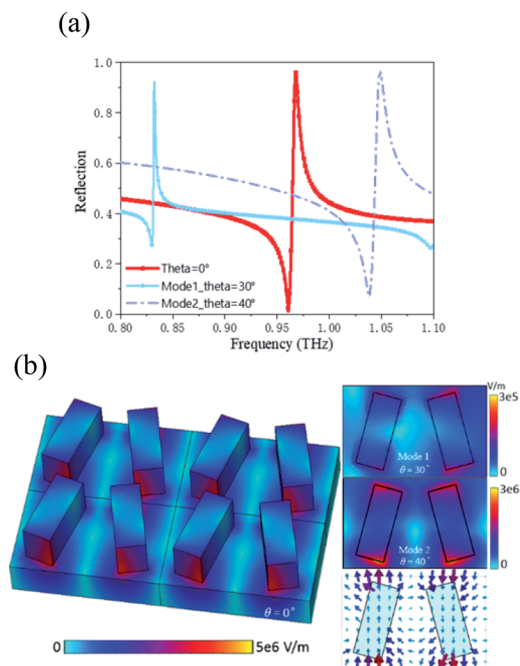 (a)
1.0
0.8
0.6
0.4
0.2
0.0
Reflection
Theta=0°
Mode1_theta=30°
Mode2_theta=40°
0.80 0.85 0.90 0.95 1.00 1.05 1.10
Frequency (THz)
(b)
θ=0°
0 5e6 V/m
V/m
3e5
0
Mode 1
θ=30°
3e6
0
Mode 2
θ=40°